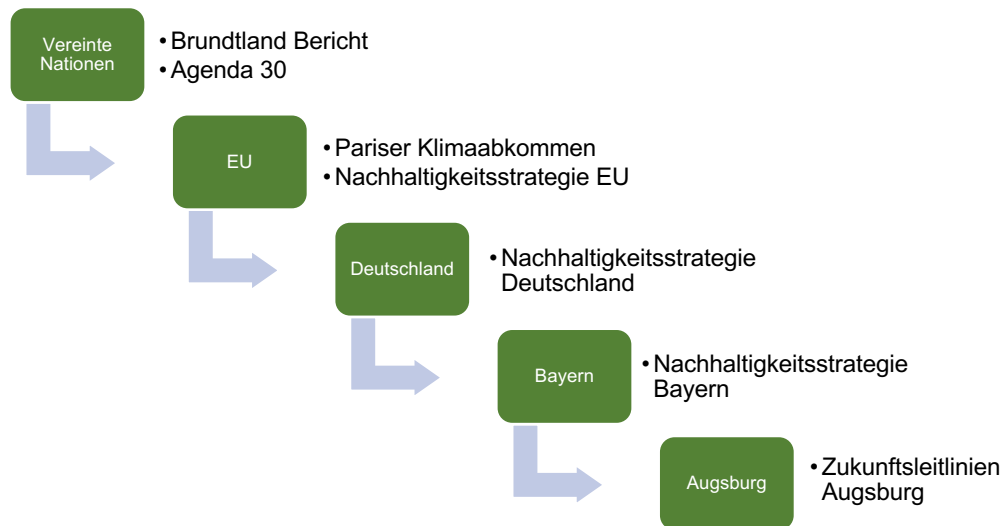 Vereinte
Nationen
• Brundtland Bericht
• Agenda 30
EU
• Pariser Klimaabkommen
• Nachhaltigkeitsstrategie EU
Deutschland
• Nachhaltigkeitsstrategie
Deutschland
Bayern
• Nachhaltigkeitsstrategie
Bayern
Augsburg
• Zukunftsleitlinien
Augsburg